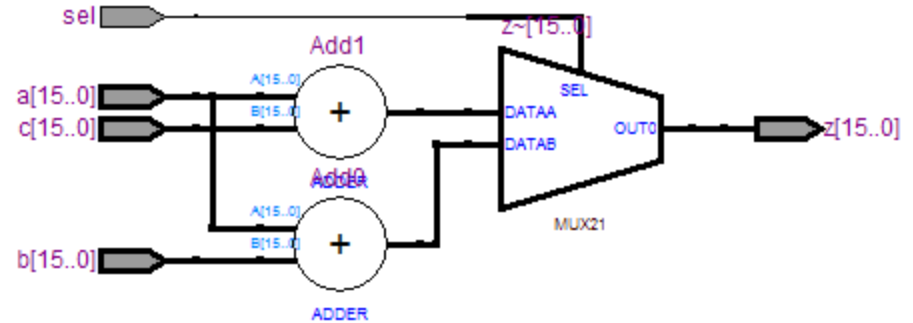 sel
z~[15..0]
Add1
a[15..0]
A[15..0]
SEL
c[15..0]
B[15..0]
+
DATAA
OUT0
z[15..0]
DATAB
ADDER
Add0
A[15..0]
B[15..0]
+
MUX21
b[15..0]
ADDER